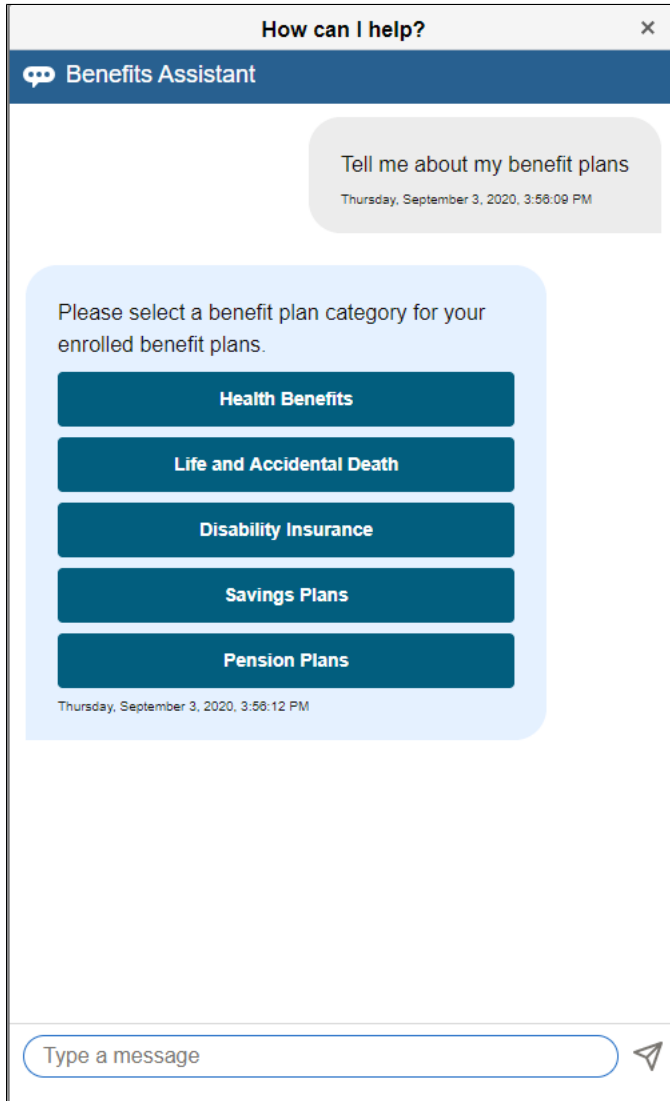 How can I help?
Benefits Assistant
Tell me about my benefit plans
Thursday, September 3, 2020, 3:56:09 PM
Please select a benefit plan category for your
enrolled benefit plans.
Health Benefits
Life and Accidental Death
Disability Insurance
Savings Plans
Pension Plans
Thursday, September 3, 2020, 3:56:12 PM
Type a message